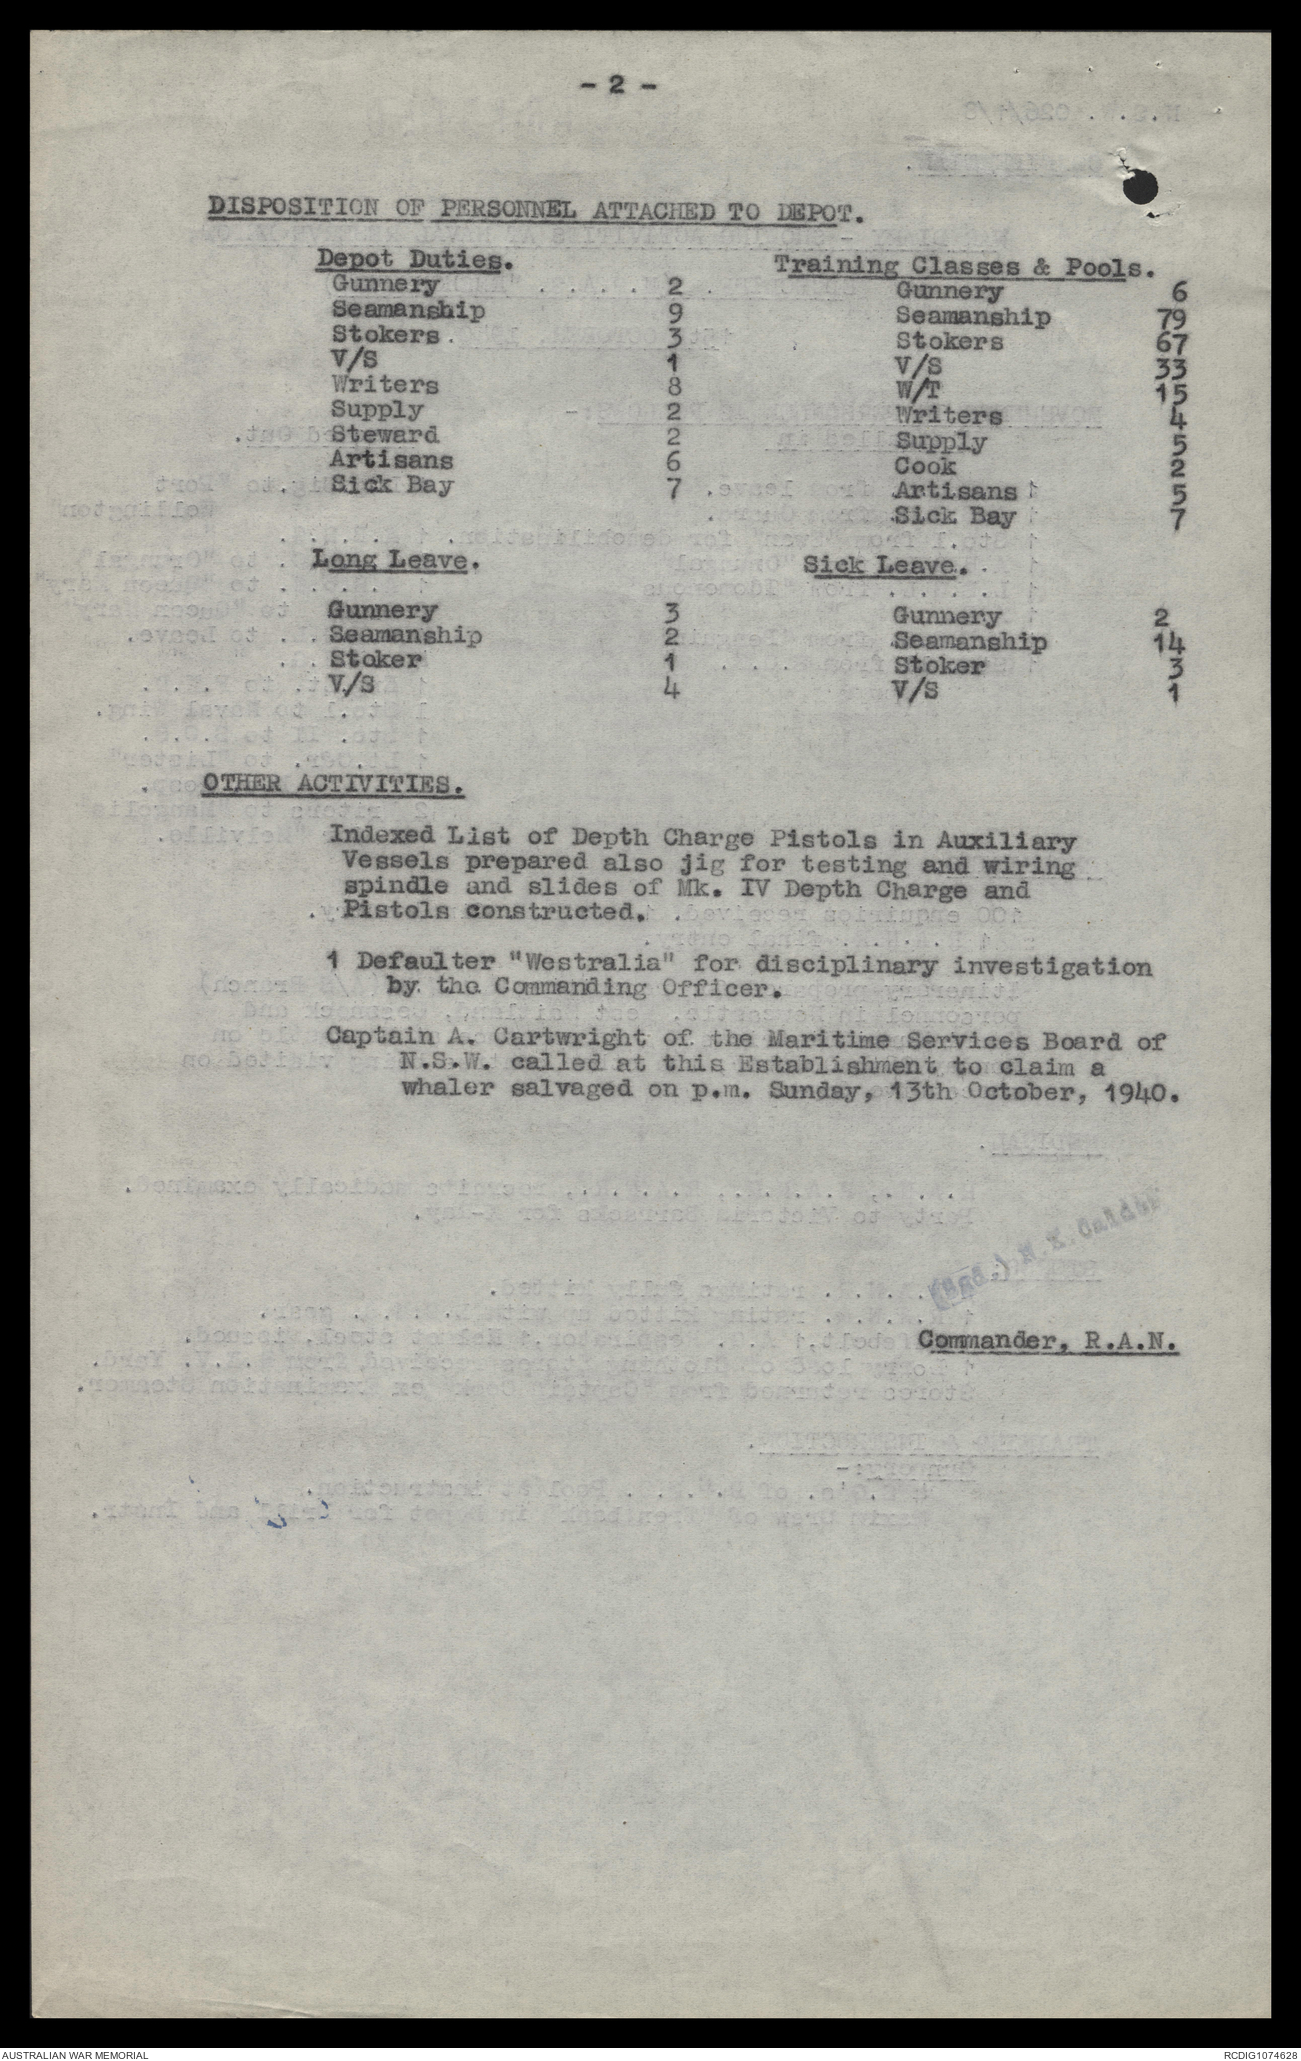 - 2 -
DISPOSITION OF PERSONNEL ATTACHED TO DEPOT.
Depot Duties.
Gunnery 2
Seamanship 9
Stokers. 3
V/S 1
Writers 8
Supply 2
Steward 2
Artisans 6
Sick Bay 7
Training Classes & Pools.
Gunnery 6
Seamanship 79
Stokers 67
V/S 33
W/T 15
Writers 4
Supply 5
Cook 2
Artisans 5
Sick Bay 7
Long Leave.
Gunnery 3
Seamanship 2
Stoker 1
V/S 4
Sick Leave.
Gunnery 2
Seamanship 14
Stoker 3
V/S 1
OTHER ACTIVITIES.
Indexed List of Depth Charge Pistols in Auxiliary
Vessels prepared also jig for testing and wiring
spindle and slides of Mk. IV Depth Charge and
Pistols constructed.
1 Defaulter "Westralia" for disciplinary investigation
by the Commanding Officer.
Captain A. Cartwright of the Maritime Services Board of
N.S.W. called at this Establishment to claim a
whaler salvaged on p.m. Sunday, 13th October, 1940.
Commander, R.A.N.
AUSTRALIAN WAR MEMORIAL
RCDIG1074628